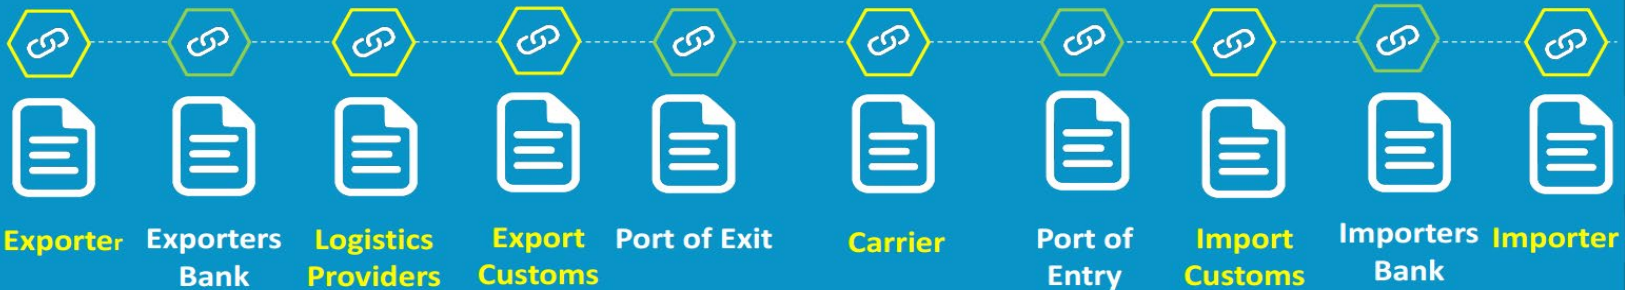 Exporter
Exporters
Bank
Logistics
Providers
Export
Customs
Port of Exit
Carrier
Port of
Entry
Import
Customs
Importers
Bank
Importer